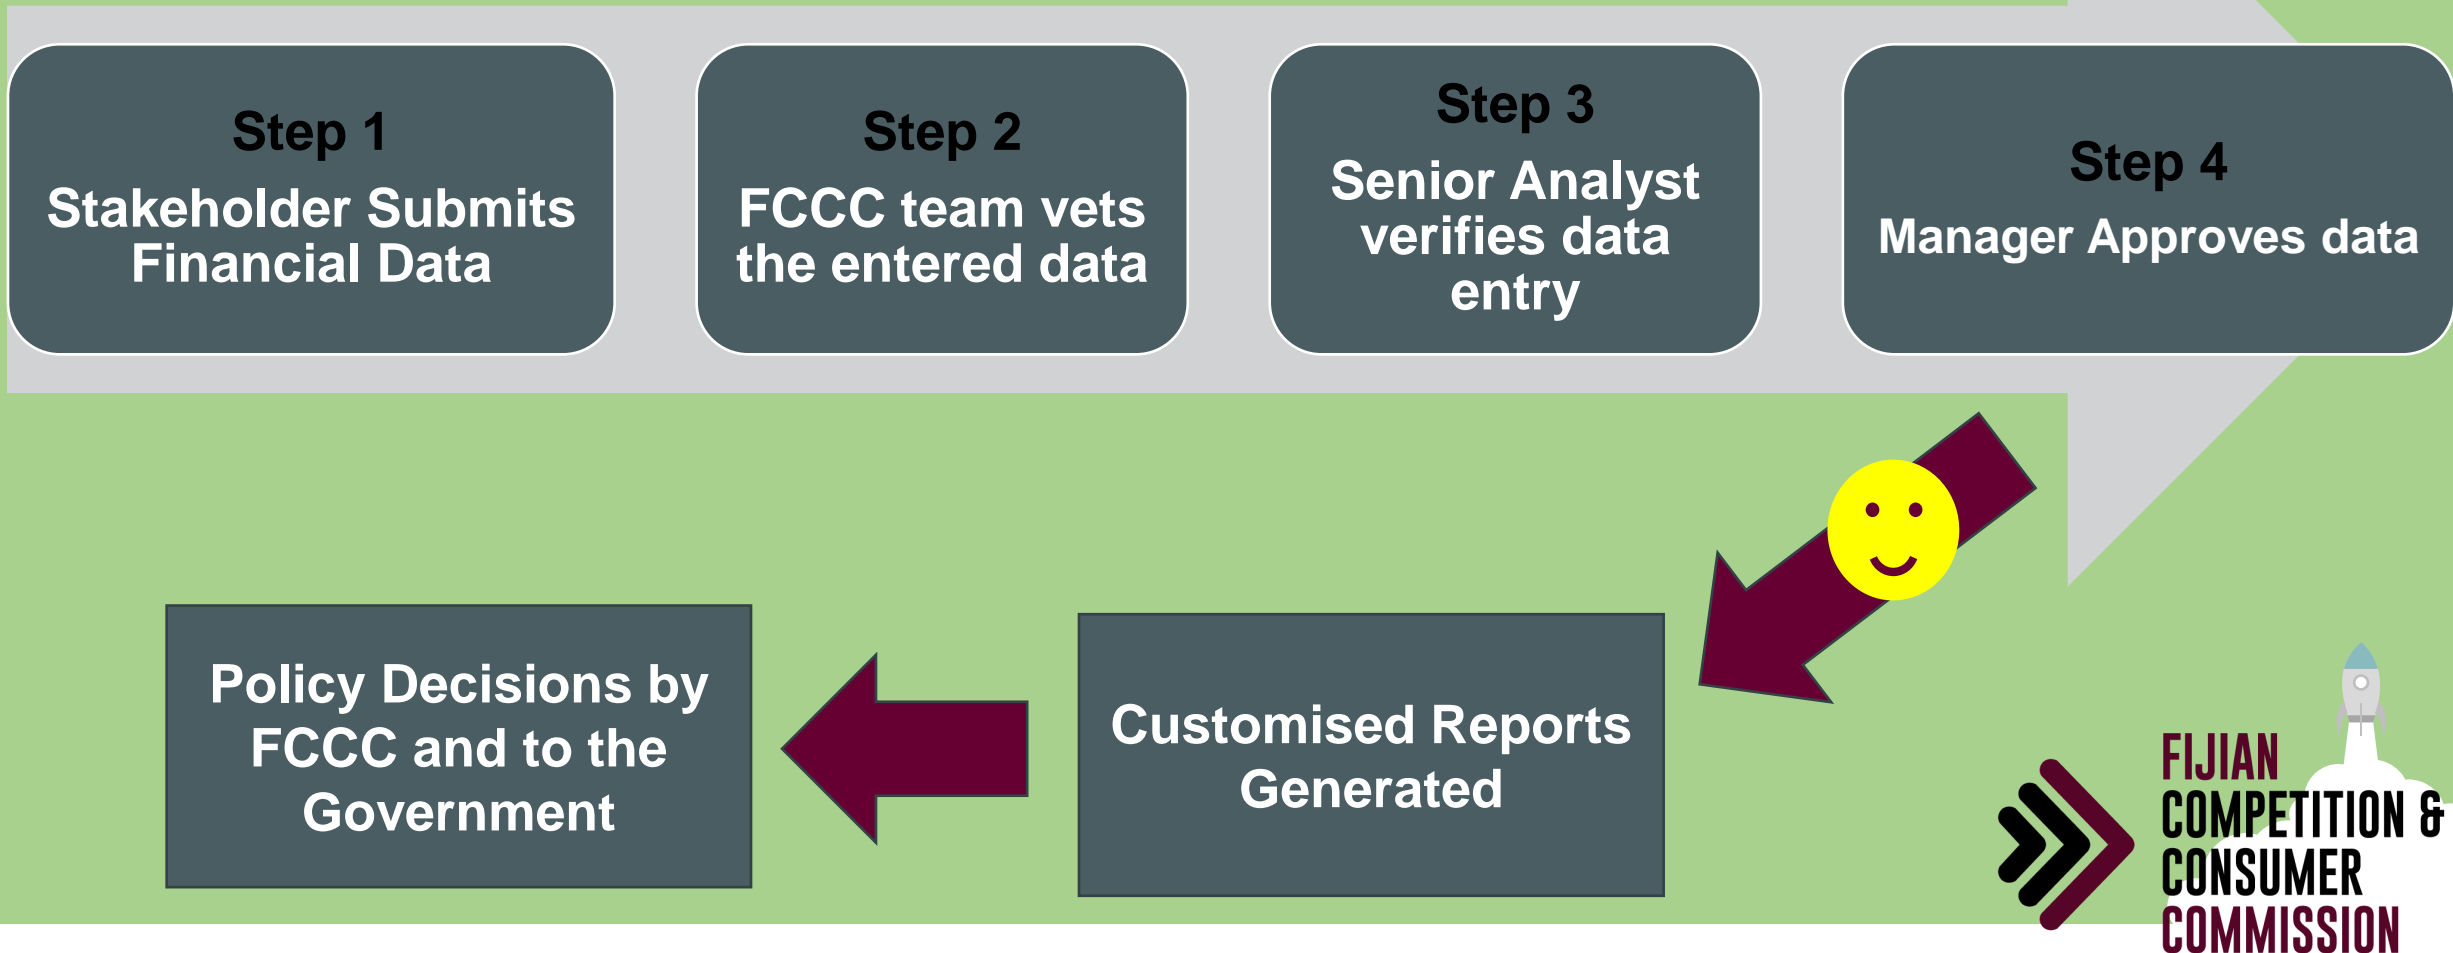 Step 1
Stakeholder Submits
Financial Data
Step 2
FCCC team vets
the entered data
Step 3
Senior Analyst
verifies data
entry
Step 4
Manager Approves data
Customised Reports
Generated
Policy Decisions by
FCCC and to the
Government
FIJIAN
COMPETITION &
CONSUMER
COMMISSION